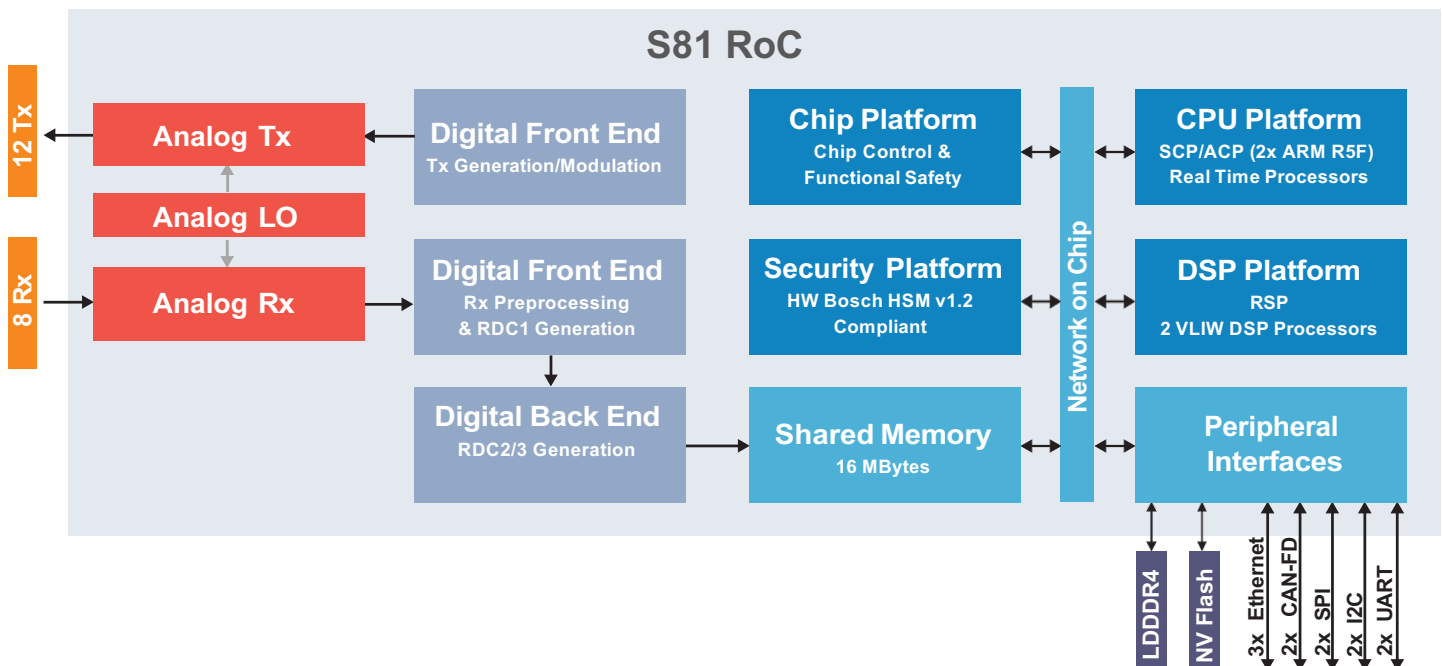 S81 RoC
12 Tx
8 Rx
Analog Tx
Analog LO
Analog Rx
Digital Front End
Tx Generation/Modulation
Digital Front End
Rx Preprocessing
& RDC1 Generation
Digital Back End
RDC2/3 Generation
Chip Platform
Chip Control &
Functional Safety
Security Platform
HW Bosch HSM v1.2
Compliant
Shared Memory
16 MBytes
Network on Chip
CPU Platform
SCP/ACP (2x ARM R5F)
Real Time Processors
DSP Platform
RSP
2 VLIW DSP Processors
Peripheral
Interfaces
LDDDR4
NV Flash
3x Ethernet
2x CAN-FD
2x SPI
2x I2C
2x UART